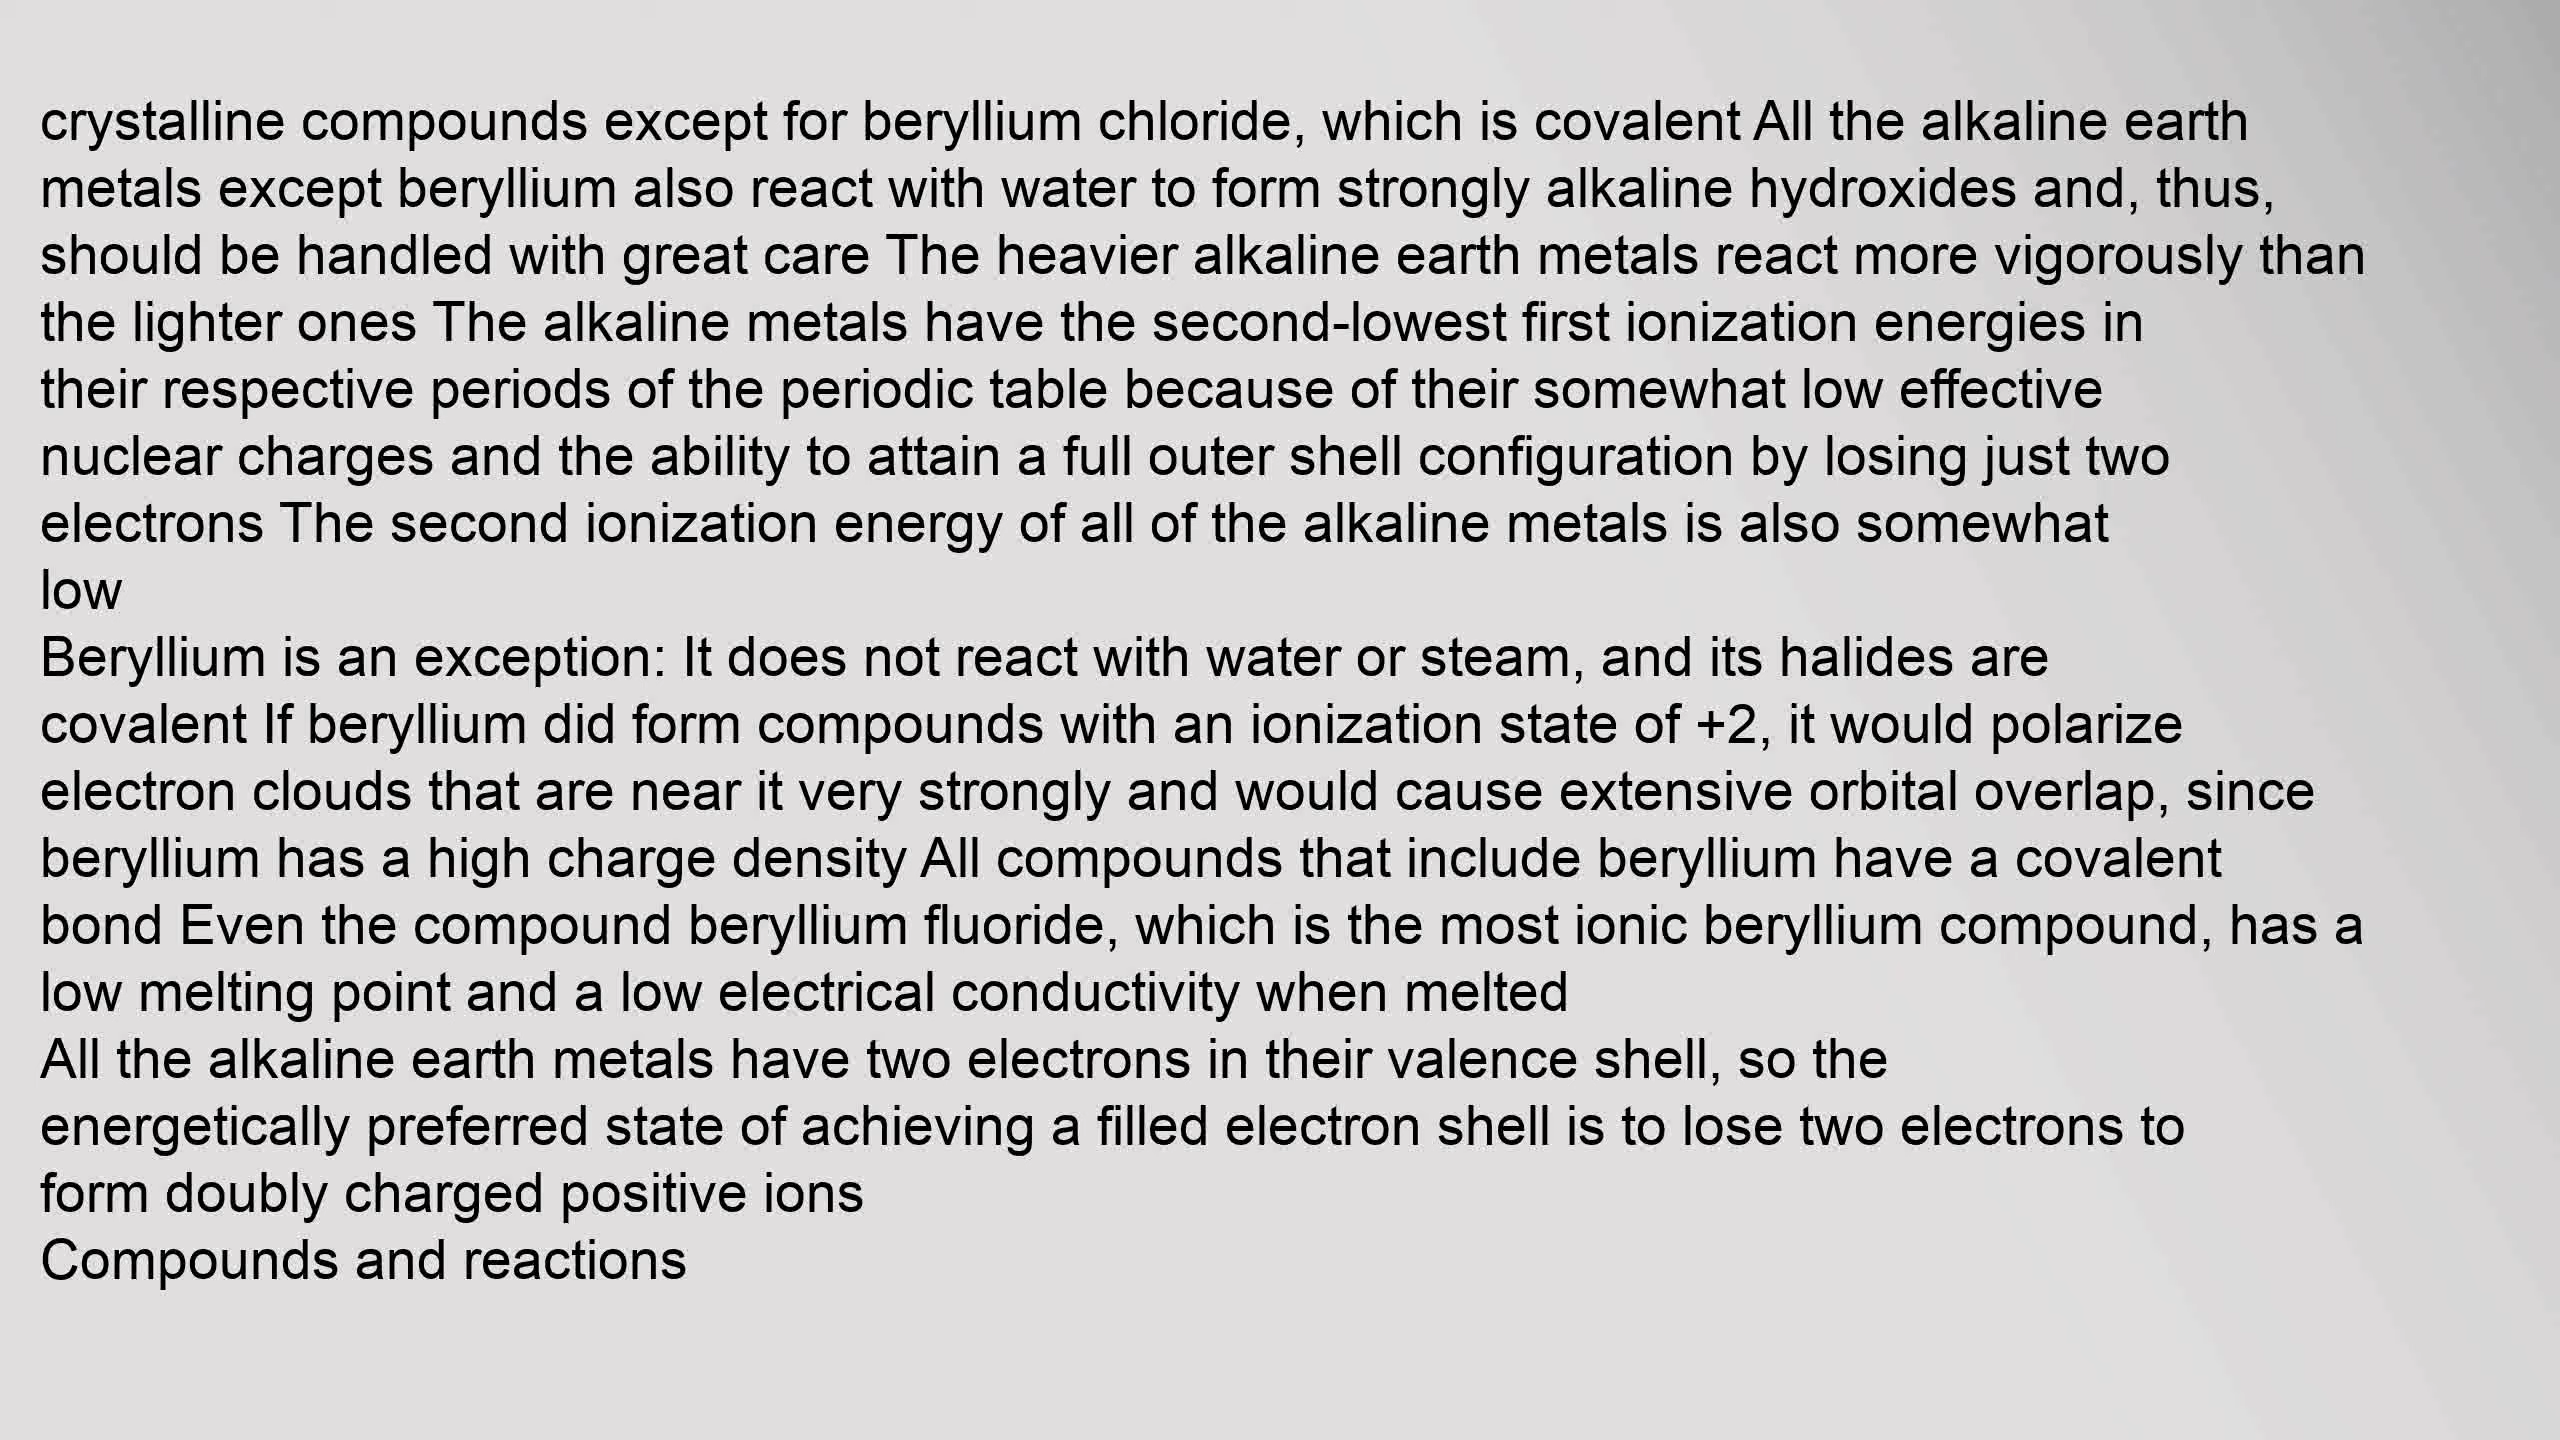 crystalline compounds except for beryllium chloride, which is covalent All the alkaline earth
metals except beryllium also react with water to form strongly alkaline hydroxides and, thus,
should be handled with great care The heavier alkaline earth metals react more vigorously than
the lighter ones The alkaline metals have the second-lowest first ionization energies in
their respective periods of the periodic table because of their somewhat low effective
nuclear charges and the ability to attain a full outer shell configuration by losing just two
electrons The second ionization energy of all of the alkaline metals is also somewhat
low
Beryllium is an exception: It does not react with water or steam, and its halides are
covalent If beryllium did form compounds with an ionization state of +2, it would polarize
electron clouds that are near it very strongly and would cause extensive orbital overlap, since
beryllium has a high charge density All compounds that include beryllium have a covalent
bond Even the compound beryllium fluoride, which is the most ionic beryllium compound, has a
low melting point and a low electrical conductivity when melted
All the alkaline earth metals have two electrons in their valence shell, so the
energetically preferred state of achieving a filled electron shell is to lose two electrons to
form doubly charged positive ions
Compounds and reactions